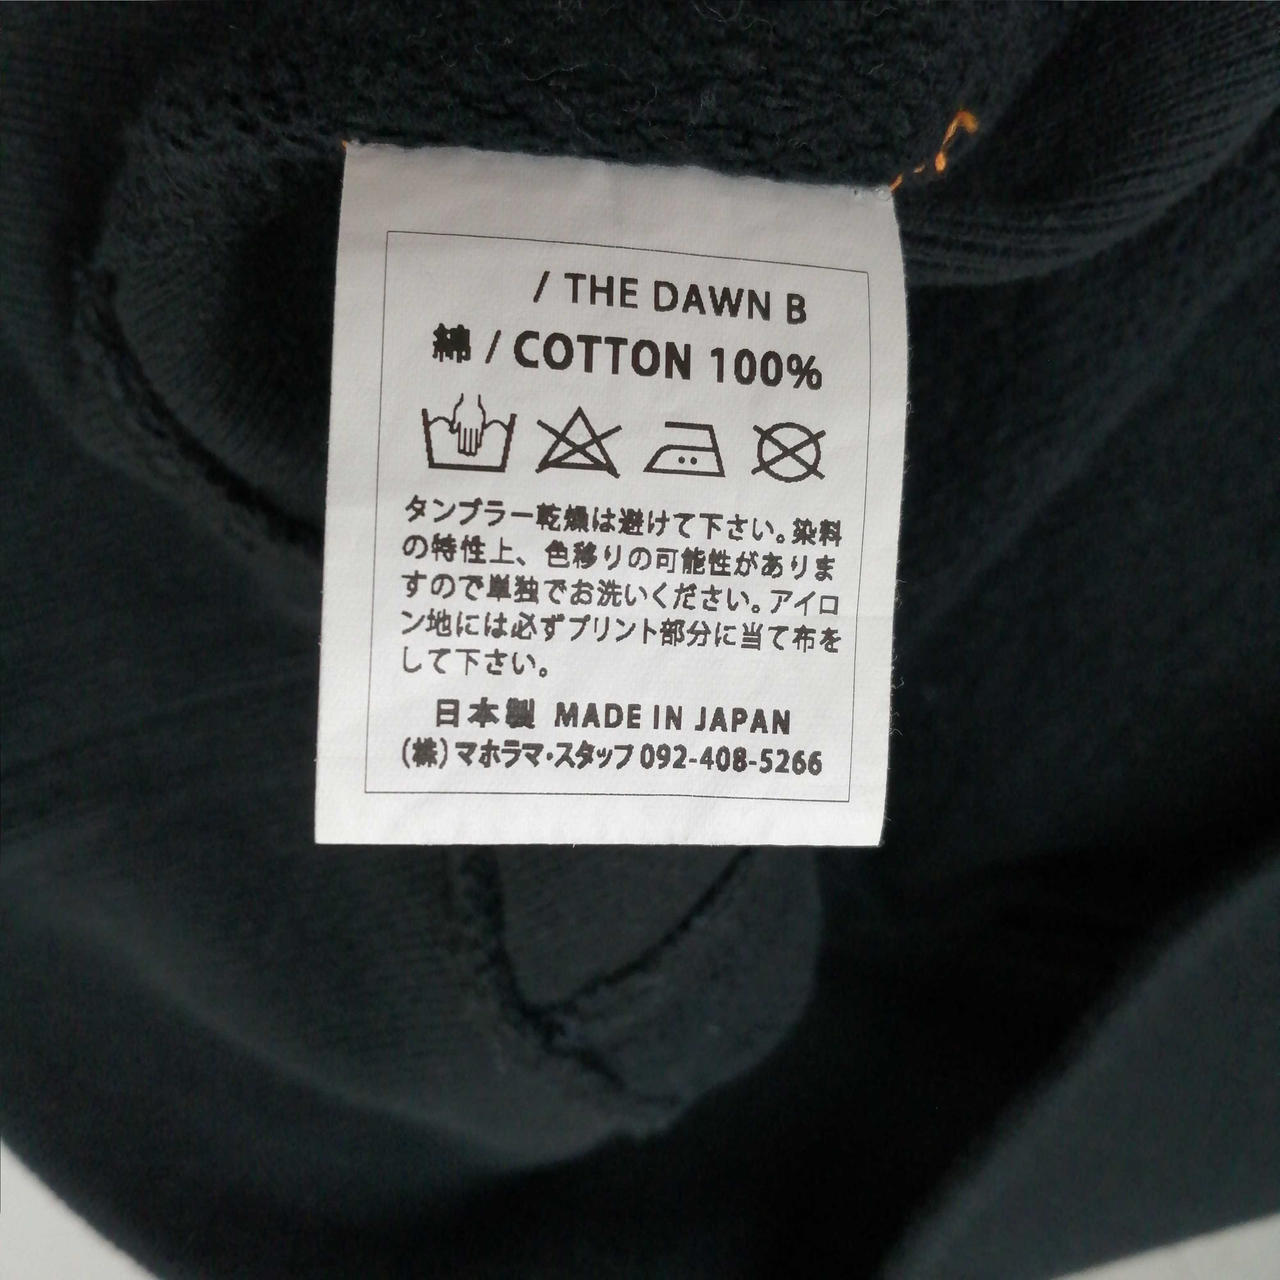 / THE DAWN B
綿 / COTTON 100%
タンブラー乾燥は避けて下さい。染料
の特性上、色移りの可能性がありま
すので単独でお洗いください。アイロ
ン地には必ずプリント部分に当て布を
して下さい。
日本製 MADE IN JAPAN
(株)マホラマ・スタッフ 092-408-5266